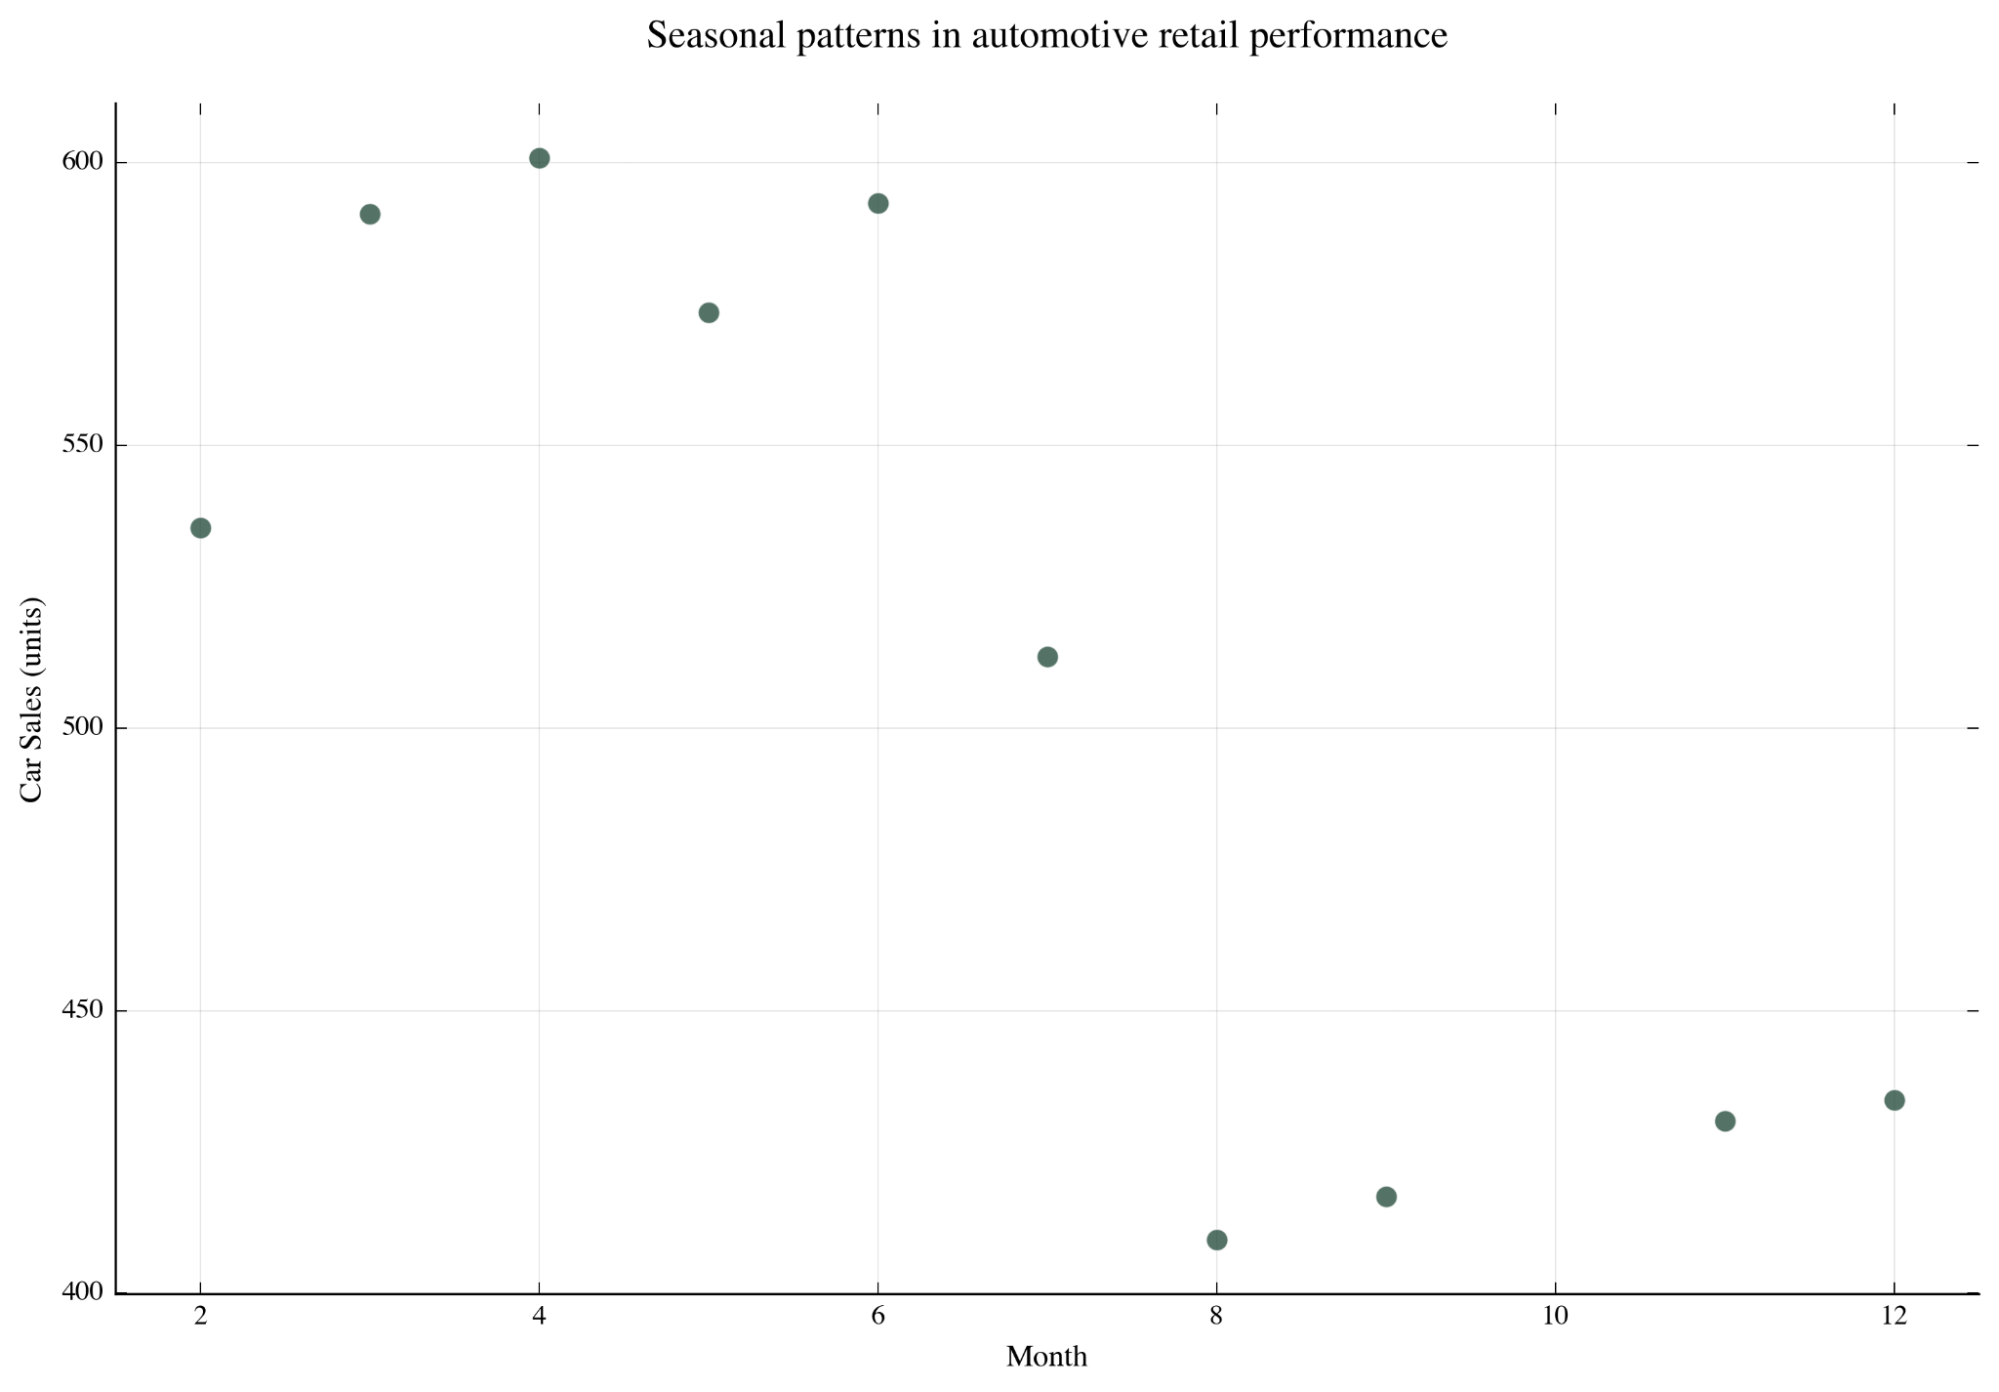 Seasonal patterns in automotive retail performance
600
550
500
450
400
Car Sales (units)
2 4 6 8 10 12
Month